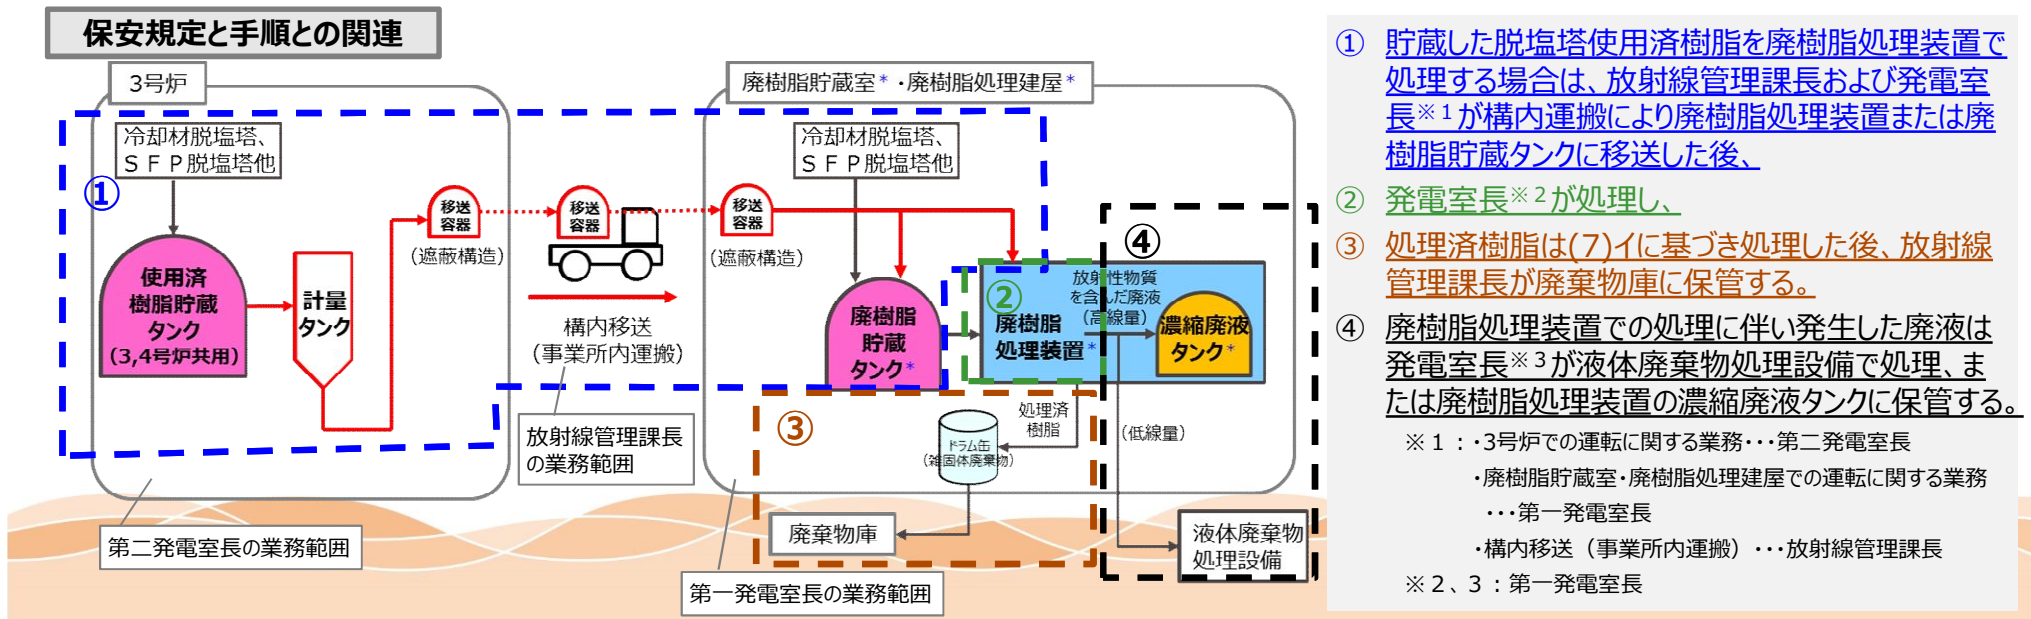 保安規定と手順との関連
3号炉
冷却材脱塩塔、
ＳＦＰ脱塩塔他
①
使用済
樹脂貯蔵
タンク
(3,4号炉共用)
計量
タンク
移送
容器
(遮蔽構造)
移送
容器
構内移送
(事業所内運搬)
放射線管理課長
の業務範囲
第二発電室長の業務範囲
廃樹脂貯蔵室*・廃樹脂処理建屋*
冷却材脱塩塔、
ＳＦＰ脱塩塔他
移送
容器
(遮蔽構造)
廃樹脂
貯蔵
タンク*
②
廃樹脂
処理装置*
放射性物質
を含んだ廃液
(高線量)
④
濃縮廃液
タンク*
③
処理済
樹脂
(低線量)
ドラム缶
(雑固体廃棄物)
廃棄物庫
液体廃棄物
処理設備
第一発電室長の業務範囲
① 貯蔵した脱塩塔使用済樹脂を廃樹脂処理装置で
処理する場合は、放射線管理課長および発電室
長※１が構内運搬により廃樹脂処理装置または廃
樹脂貯蔵タンクに移送した後、
② 発電室長※２が処理し、
③ 処理済樹脂は(7)イに基づき処理した後、放射線
管理課長が廃棄物庫に保管する。
④ 廃樹脂処理装置での処理に伴い発生した廃液は
発電室長※３が液体廃棄物処理設備で処理、ま
たは廃樹脂処理装置の濃縮廃液タンクに保管する。
※１：・3号炉での運転に関する業務・・・第二発電室長
・廃樹脂貯蔵室・廃樹脂処理建屋での運転に関する業務
・・・第一発電室長
・構内移送（事業所内運搬）・・・放射線管理課長
※２、３：第一発電室長